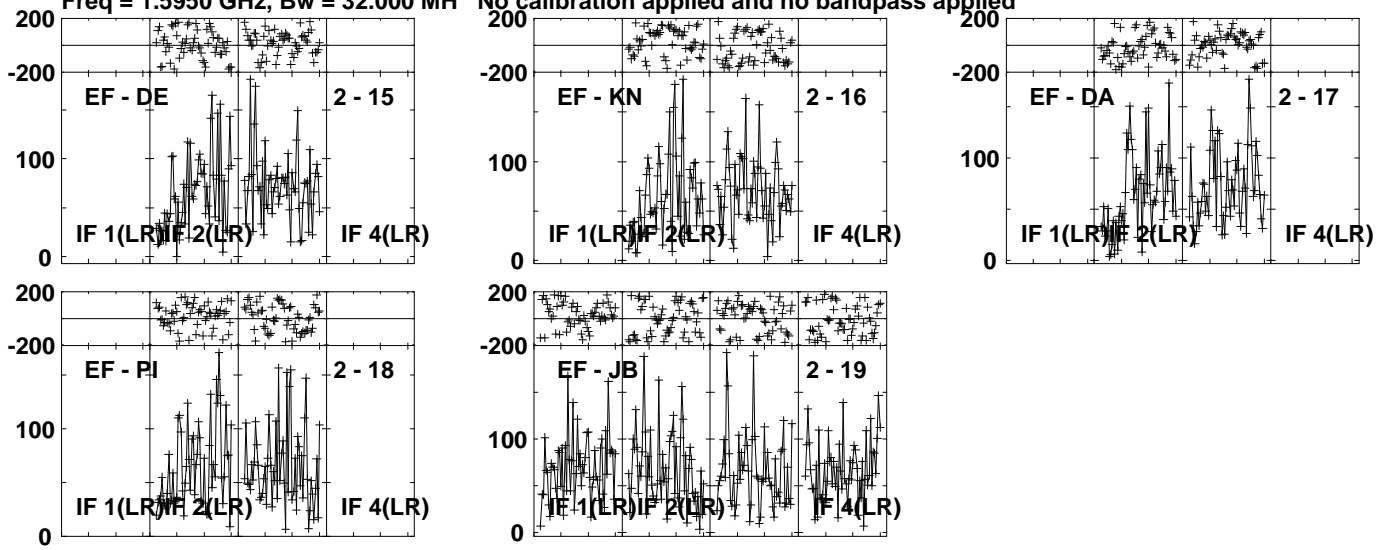 Freq = 1.5950 GHz, Bw = 32.000 MH No calibration applied and no bandpass applied
200
-200
EF - DE 2 - 15
100
IF 1(LR) IF 2(LR) IF 4(LR)
0
200
-200
EF - KN 2 - 16
100
IF 1(LR) IF 2(LR) IF 4(LR)
0
200
-200
EF - DA 2 - 17
100
IF 1(LR) IF 2(LR) IF 4(LR)
0
200
-200
EF - PI 2 - 18
100
IF 1(LR) IF 2(LR) IF 4(LR)
0
200
-200
EF - JB 2 - 19
100
IF 1(LR) IF 2(LR) IF 4(LR)
0